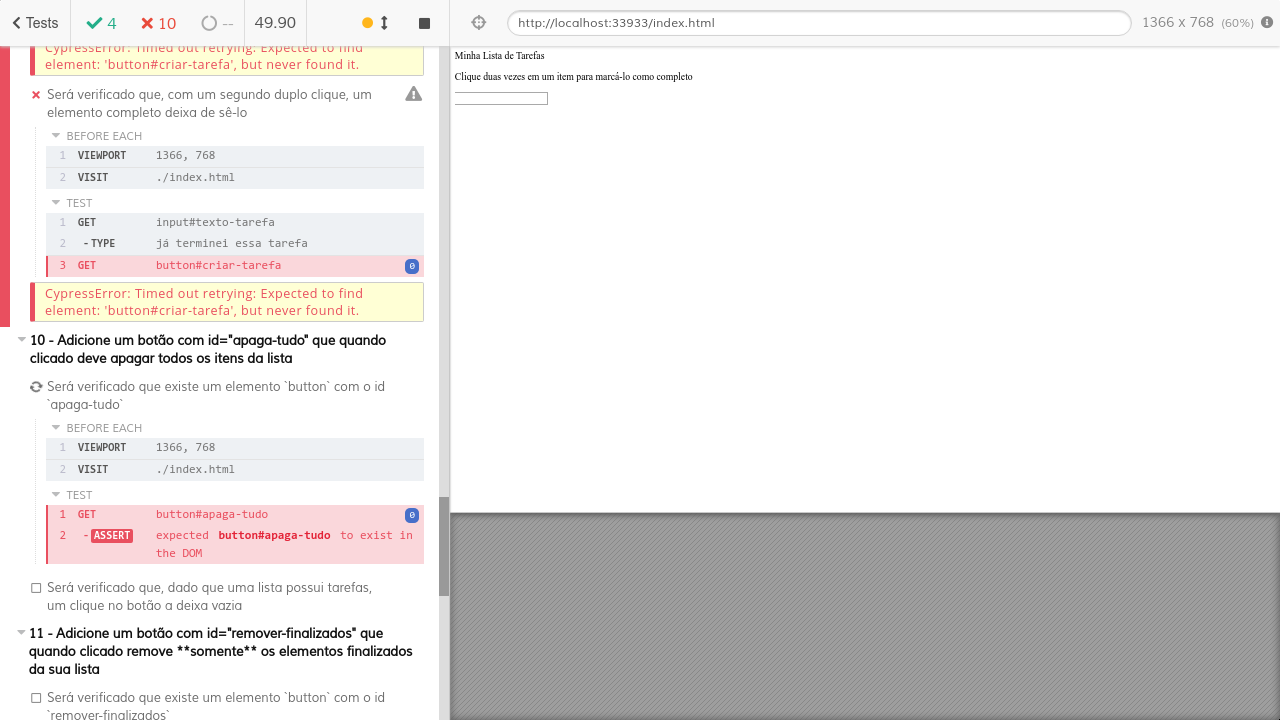 Tests
4
10
--
49.90
http://localhost:33933/index.html
1366 x 768 (60%)
CypressError: Timed out retrying: Expected to find
element: 'button#criar-tarefa', but never found it.
Será verificado que, com um segundo duplo clique, um
elemento completo deixa de sê-lo
BEFORE EACH
1 VIEWPORT 1366, 768
2 VISIT ./index.html
TEST
1 GET input#texto-tarefa
2 -TYPE já terminei essa tarefa
3 GET button#criar-tarefa 0
CypressError: Timed out retrying: Expected to find
element: 'button#criar-tarefa', but never found it.
10 - Adicione um botão com id="apaga-tudo" que quando
clicado deve apagar todos os itens da lista
Será verificado que existe um elemento `button` com o id
`apaga-tudo`
BEFORE EACH
1 VIEWPORT 1366, 768
2 VISIT ./index.html
TEST
1 GET button#apaga-tudo 0
2 -ASSERT expected button#apaga-tudo to exist in
the DOM
Será verificado que, dado que uma lista possui tarefas,
um clique no botão a deixa vazia
11 - Adicione um botão com id="remover-finalizados" que
quando clicado remove **somente** os elementos finalizados
da sua lista
Será verificado que existe um elemento `button` com o id
`remover-finalizados`
Minha Lista de Tarefas
Clique duas vezes em um item para marcá-lo como completo